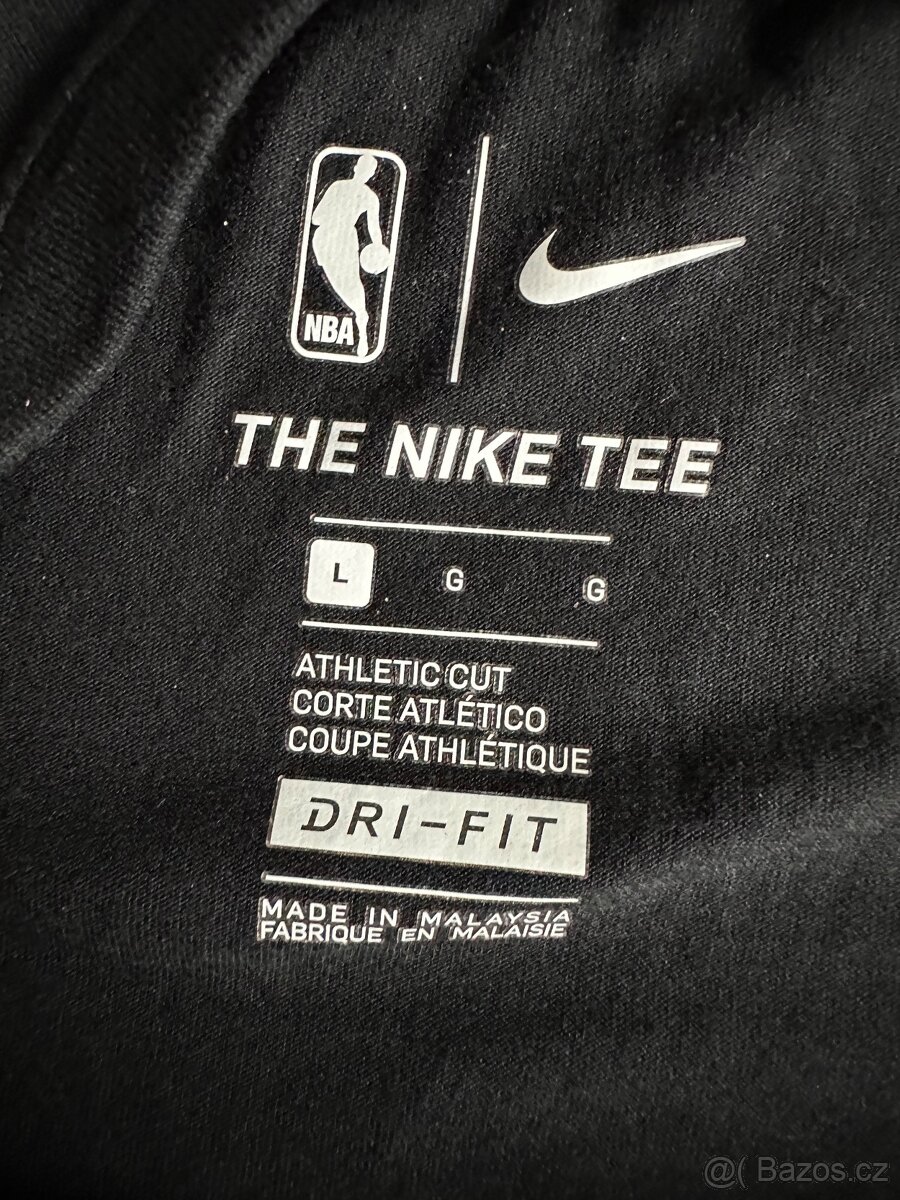 NBA
THE NIKE TEE
L G G
ATHLETIC CUT
CORTE ATLÉTICO
COUPE ATHLÉTIQUE
DRI-FIT
MADE IN MALAYSIA
FABRIQUE EN MALAISIE
@( Bazos.cz